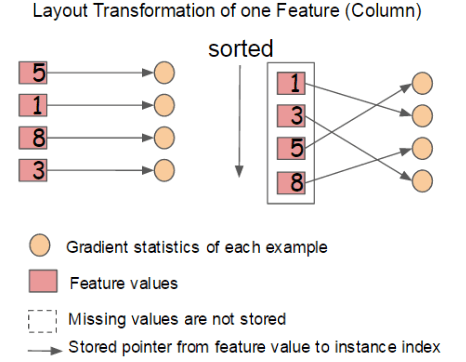 Layout Transformation of one Feature (Column)
sorted
5
1
8
3
1
3
5
8
Gradient statistics of each example
Feature values
Missing values are not stored
Stored pointer from feature value to instance index